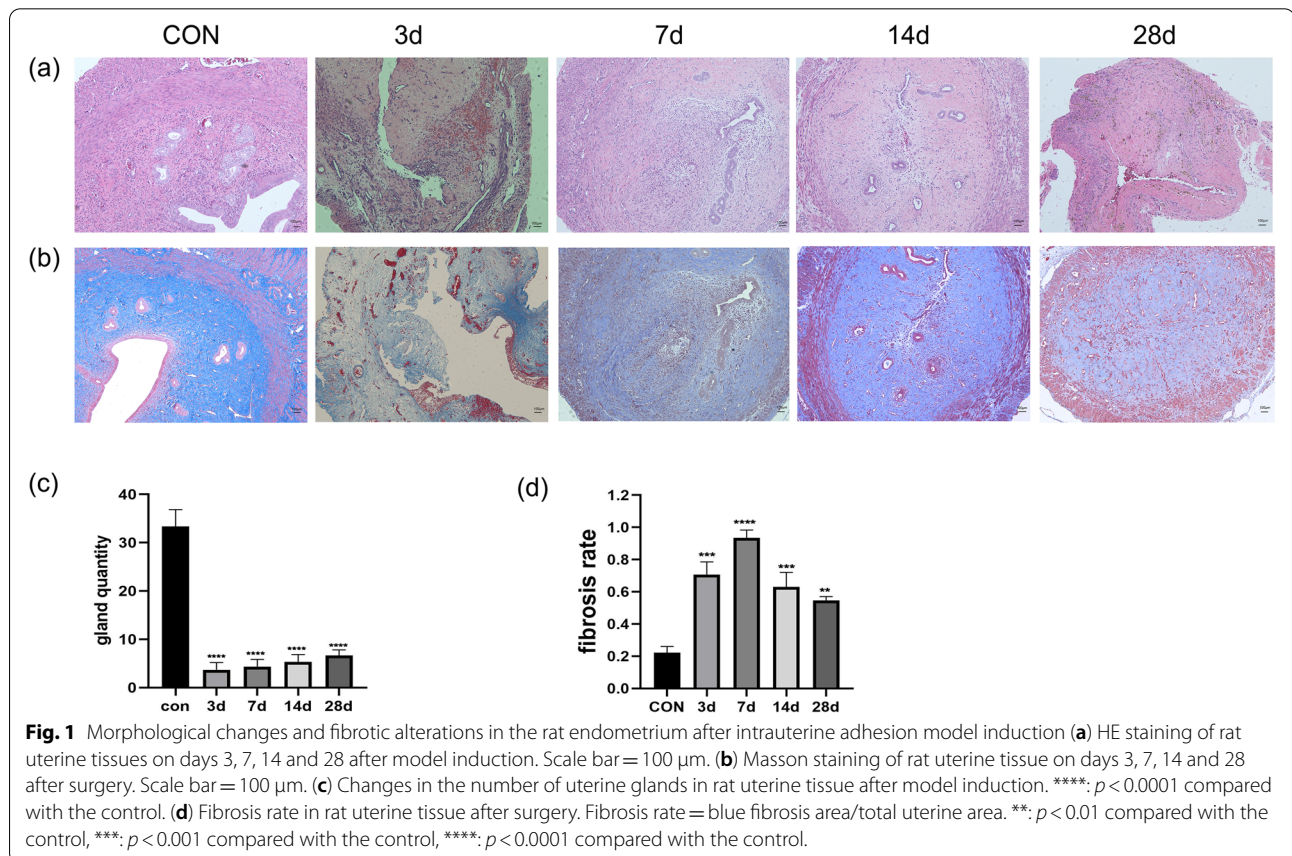 CON 3d 7d 14d 28d
(a)
100μm 100μm 100μm 100μm
(b)
100μm 100μm 100μm
(c)
40
30
20
10
0
gland quantity
**** **** **** ****
con 3d 7d 14d 28d
(d)
1.2
1.0
0.8
0.6
0.4
0.2
0.0
fibrosis rate
*** **** *** **
CON 3d 7d 14d 28d
Fig. 1 Morphological changes and fibrotic alterations in the rat endometrium after intrauterine adhesion model induction (a) HE staining of rat
uterine tissues on days 3, 7, 14 and 28 after model induction. Scale bar = 100 μm. (b) Masson staining of rat uterine tissue on days 3, 7, 14 and 28
after surgery. Scale bar = 100 μm. (c) Changes in the number of uterine glands in rat uterine tissue after model induction. ****: p < 0.0001 compared
with the control. (d) Fibrosis rate in rat uterine tissue after surgery. Fibrosis rate = blue fibrosis area/total uterine area. **: p < 0.01 compared with the
control, ***: p < 0.001 compared with the control, ****: p < 0.0001 compared with the control.